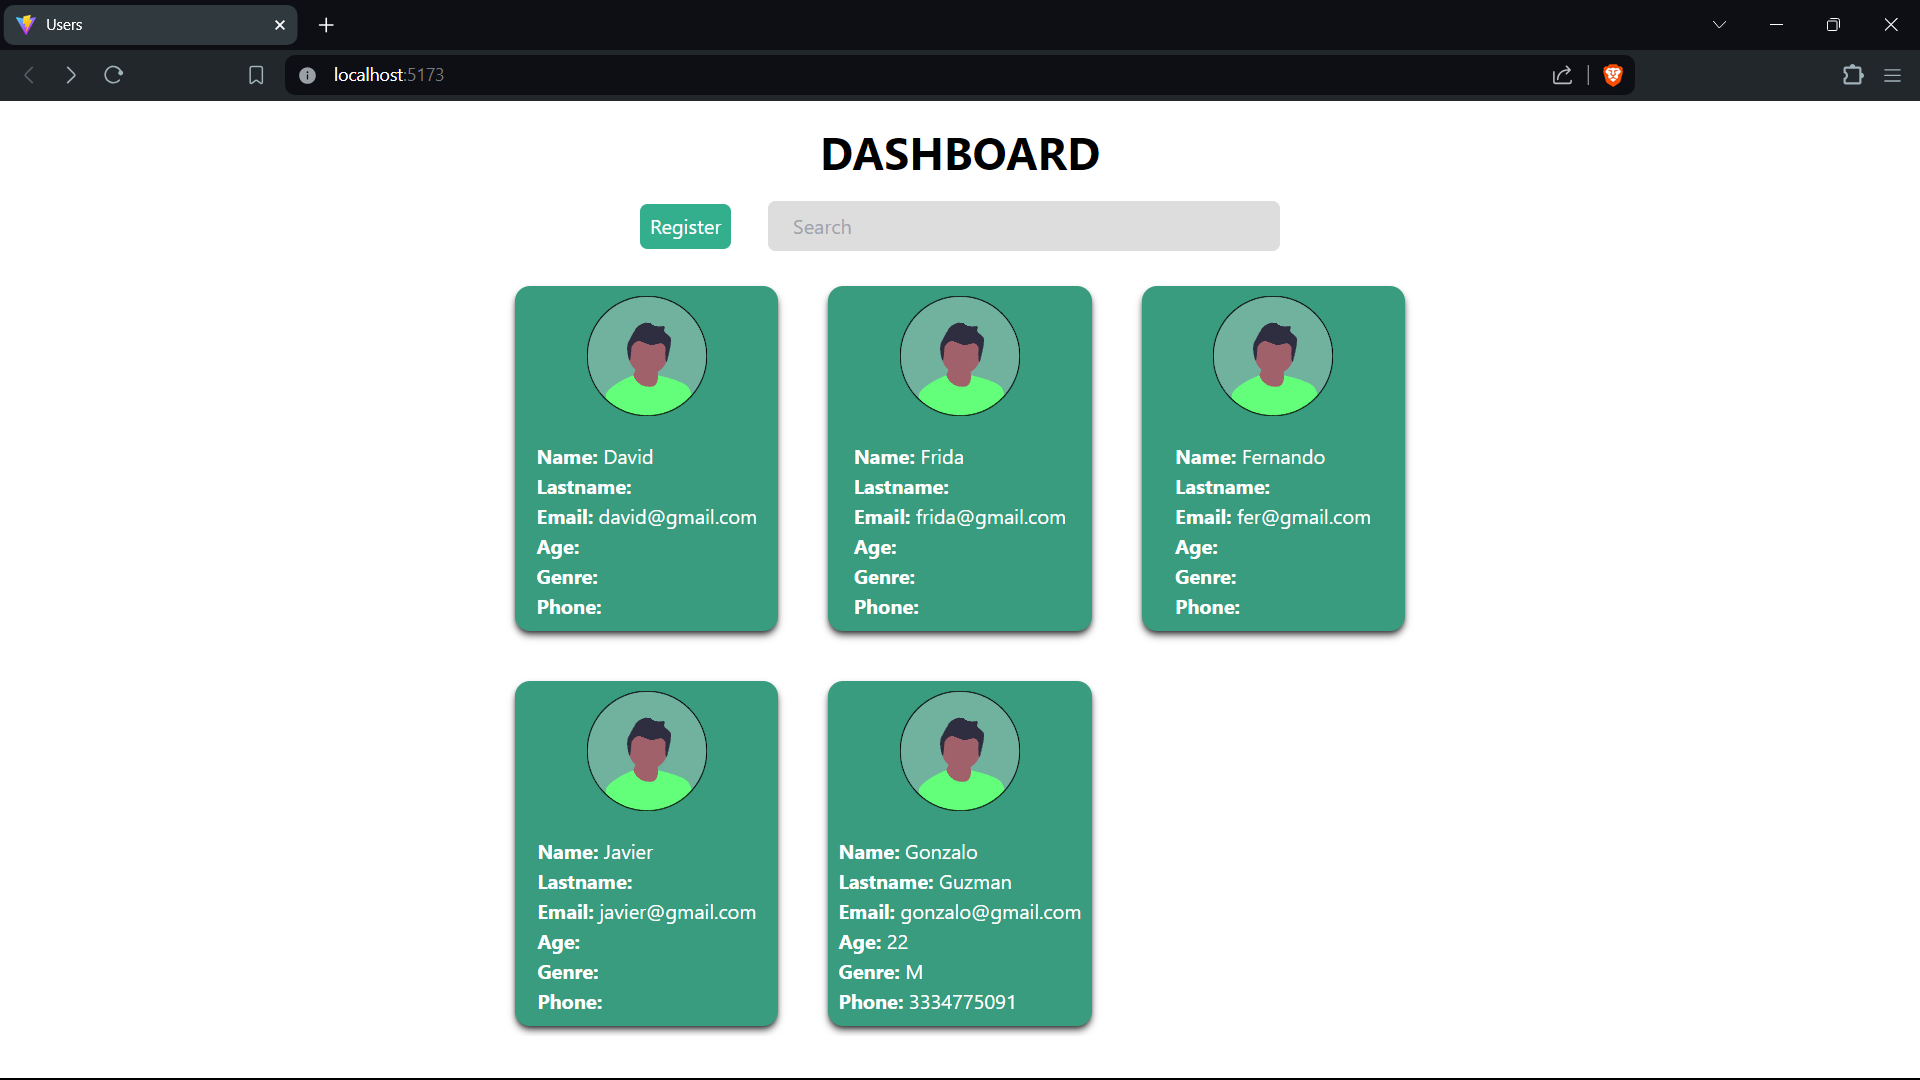 Users
localhost:5173
DASHBOARD
Register
Search
Name: David
Lastname:
Email: david@gmail.com
Age:
Genre:
Phone:
Name: Frida
Lastname:
Email: frida@gmail.com
Age:
Genre:
Phone:
Name: Fernando
Lastname:
Email: fer@gmail.com
Age:
Genre:
Phone:
Name: Javier
Lastname:
Email: javier@gmail.com
Age:
Genre:
Phone:
Name: Gonzalo
Lastname: Guzman
Email: gonzalo@gmail.com
Age: 22
Genre: M
Phone: 3334775091